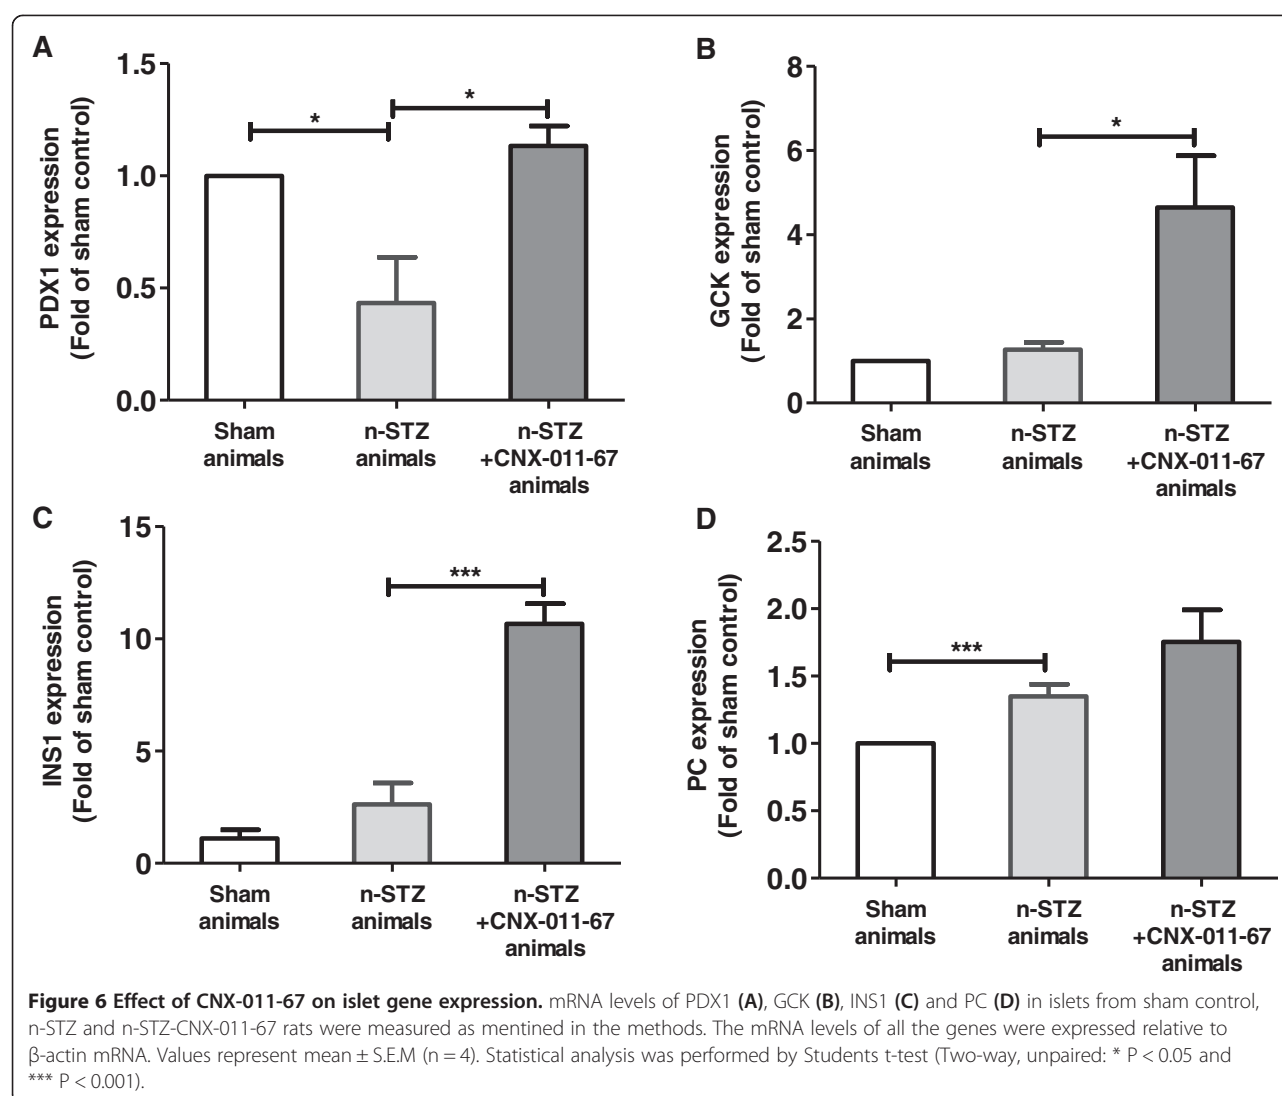 A
PDX1 expression
(Fold of sham control)
1.5
1.0
0.5
0.0
*
*
Sham
animals
n-STZ
animals
n-STZ
+CNX-011-67
animals
B
GCK expression
(Fold of sham control)
8
6
4
2
0
*
Sham
animals
n-STZ
animals
n-STZ
+CNX-011-67
animals
C
INS1 expression
(Fold of sham control)
15
10
5
0
***
Sham
animals
n-STZ
animals
n-STZ
+CNX-011-67
animals
D
PC expression
(Fold of sham control)
2.5
2.0
1.5
1.0
0.5
0.0
***
Sham
animals
n-STZ
animals
n-STZ
+CNX-011-67
animals
Figure 6 Effect of CNX-011-67 on islet gene expression. mRNA levels of PDX1 (A), GCK (B), INS1 (C) and PC (D) in islets from sham control,
n-STZ and n-STZ-CNX-011-67 rats were measured as mentined in the methods. The mRNA levels of all the genes were expressed relative to
β-actin mRNA. Values represent mean ± S.E.M (n = 4). Statistical analysis was performed by Students t-test (Two-way, unpaired: * P < 0.05 and
*** P < 0.001).